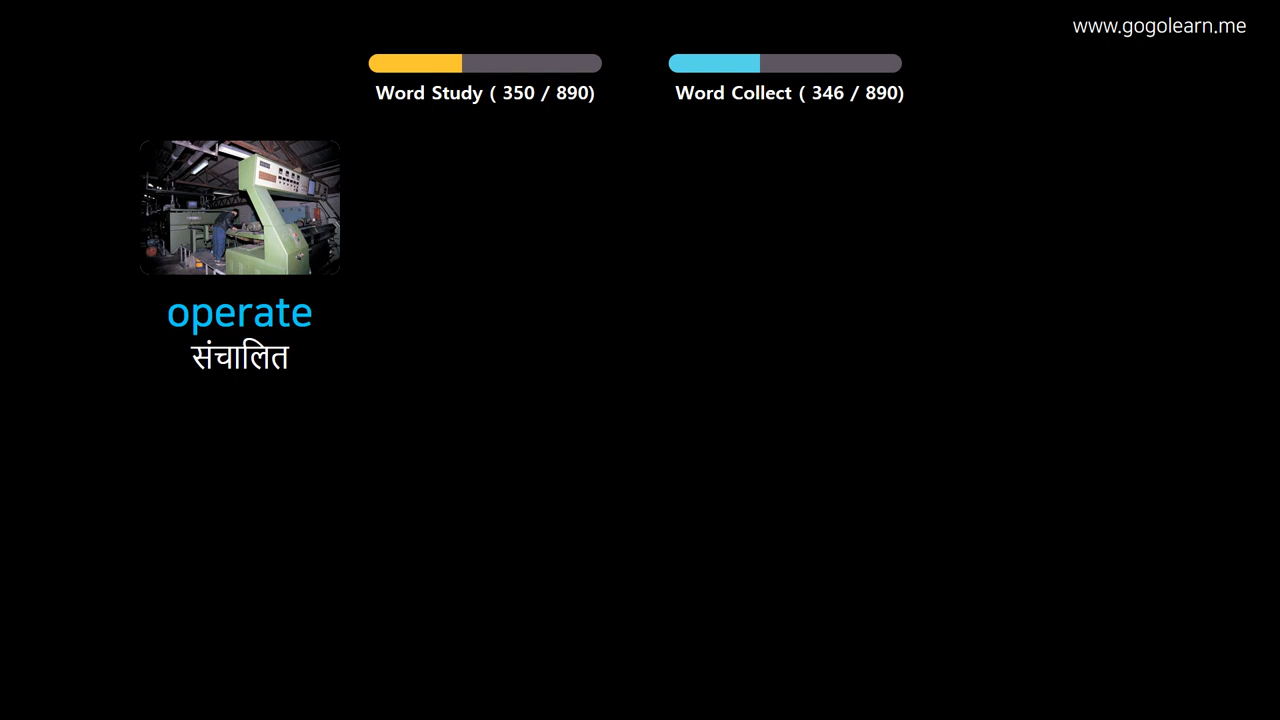 www.gogolearn.me
Word Study ( 350 / 890)
Word Collect ( 346 / 890)
operate
संचालित